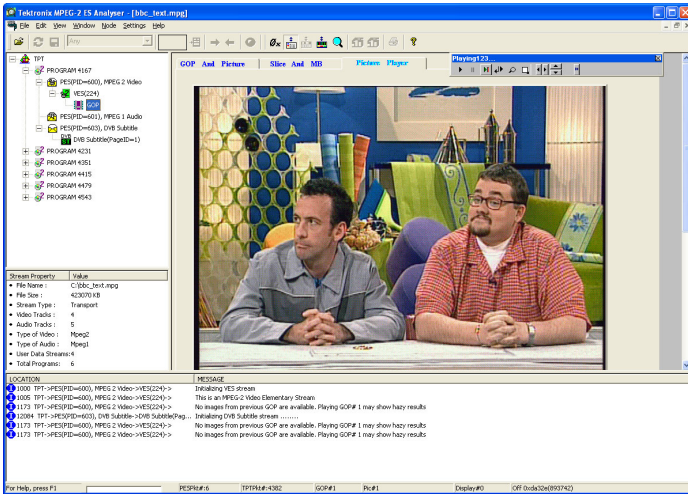 Tektronix MPEG-2 ES Analyser - [bbc_text.mpg]
File Edit View Window Node Settings Help
Any
TPT
PROGRAM 4167
PES(PID=600), MPEG 2 Video
VES(224)
GOP
PES(PID=601), MPEG 1 Audio
PES(PID=603), DVB Subtitle
DVB Subtitle(PageID=1)
PROGRAM 4231
PROGRAM 4351
PROGRAM 4415
PROGRAM 4479
PROGRAM 4543
GOP And Picture Slice And MB Picture Player
Playing123...
Stream Property Value
File Name : C:\bbc_text.mpg
File Size : 423070 KB
Stream Type : Transport
Video Tracks : 4
Audio Tracks : 5
Type of Video : Mpeg2
Type of Audio : Mpeg1
User Data Streams: 4
Total Programs: 6
LOCATION MESSAGE
1000 TPT->PES(PID=600), MPEG 2 Video->VES(224)-> Initializing VES stream
1005 TPT->PES(PID=600), MPEG 2 Video->VES(224)-> This is an MPEG-2 Video Elementary Stream
1173 TPT->PES(PID=600), MPEG 2 Video->VES(224)-> No images from previous GOP are available. Playing GOP# 1 may show hazy results
12084 TPT->PES(PID=603), DVB Subtitle->DVB Subtitle(Pag... Initializing DVB Subtitle stream ........
1173 TPT->PES(PID=600), MPEG 2 Video->VES(224)-> No images from previous GOP are available. Playing GOP# 1 may show hazy results
1173 TPT->PES(PID=600), MPEG 2 Video->VES(224)-> No images from previous GOP are available. Playing GOP# 1 may show hazy results
For Help, press F1 PESPkt#:6 TPTPkt#:4382 GOP#1 Pic#1 Display#0 Off 0xda32e(893742)